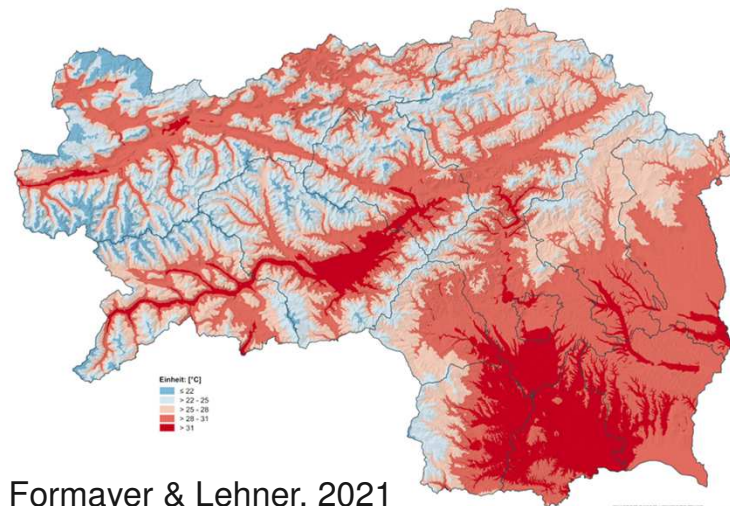 Einheit: [°C]
≤ 22
> 22 - 25
> 25 - 28
> 28 - 31
> 31
Formayer & Lehner, 2021